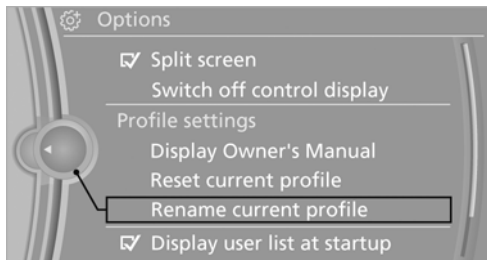 Options
Split screen
Switch off control display
Profile settings
Display Owner's Manual
Reset current profile
Rename current profile
Display user list at startup